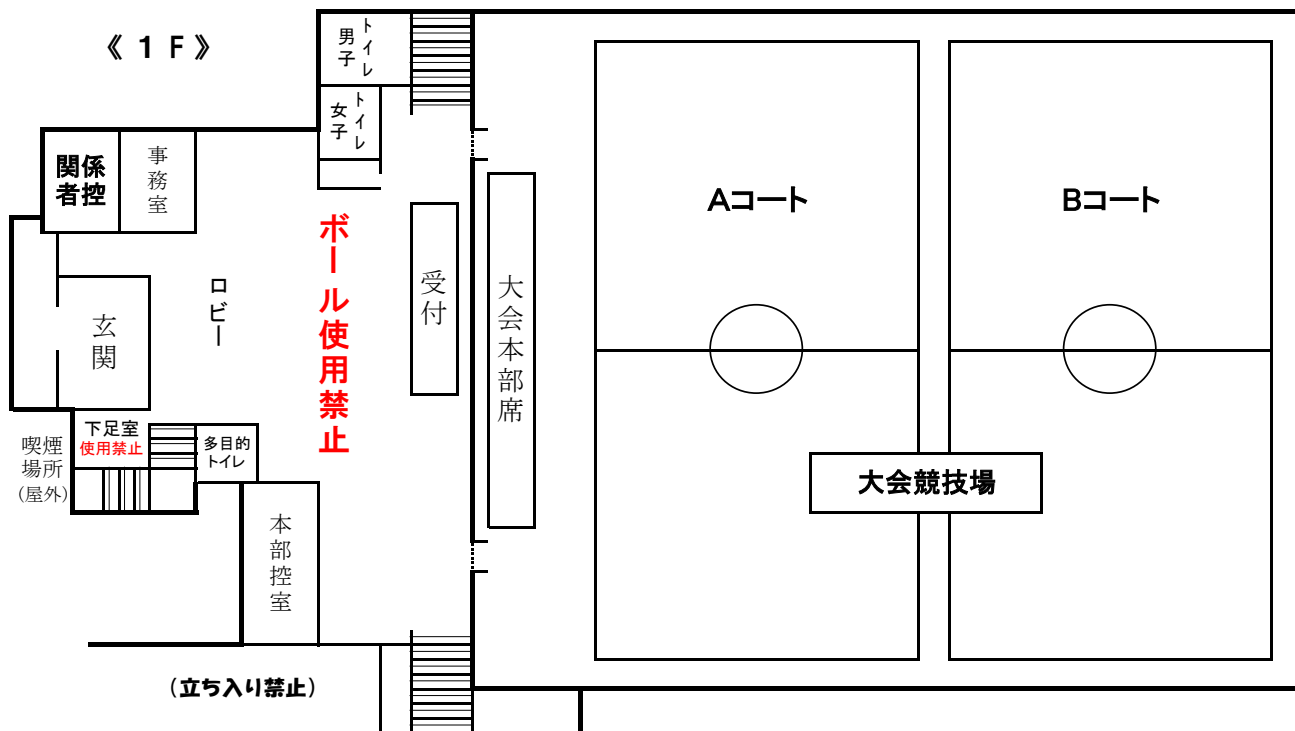 《 １ Ｆ 》
男子
トイレ
女子
トイレ
関係
者控
事務室
Aコート
Bコート
ボール使用禁止
受付
大会本部席
ロビー
玄関
下足室
使用禁止
多目的
トイレ
喫煙
場所
(屋外)
大会競技場
本部控室
(立ち入り禁止)